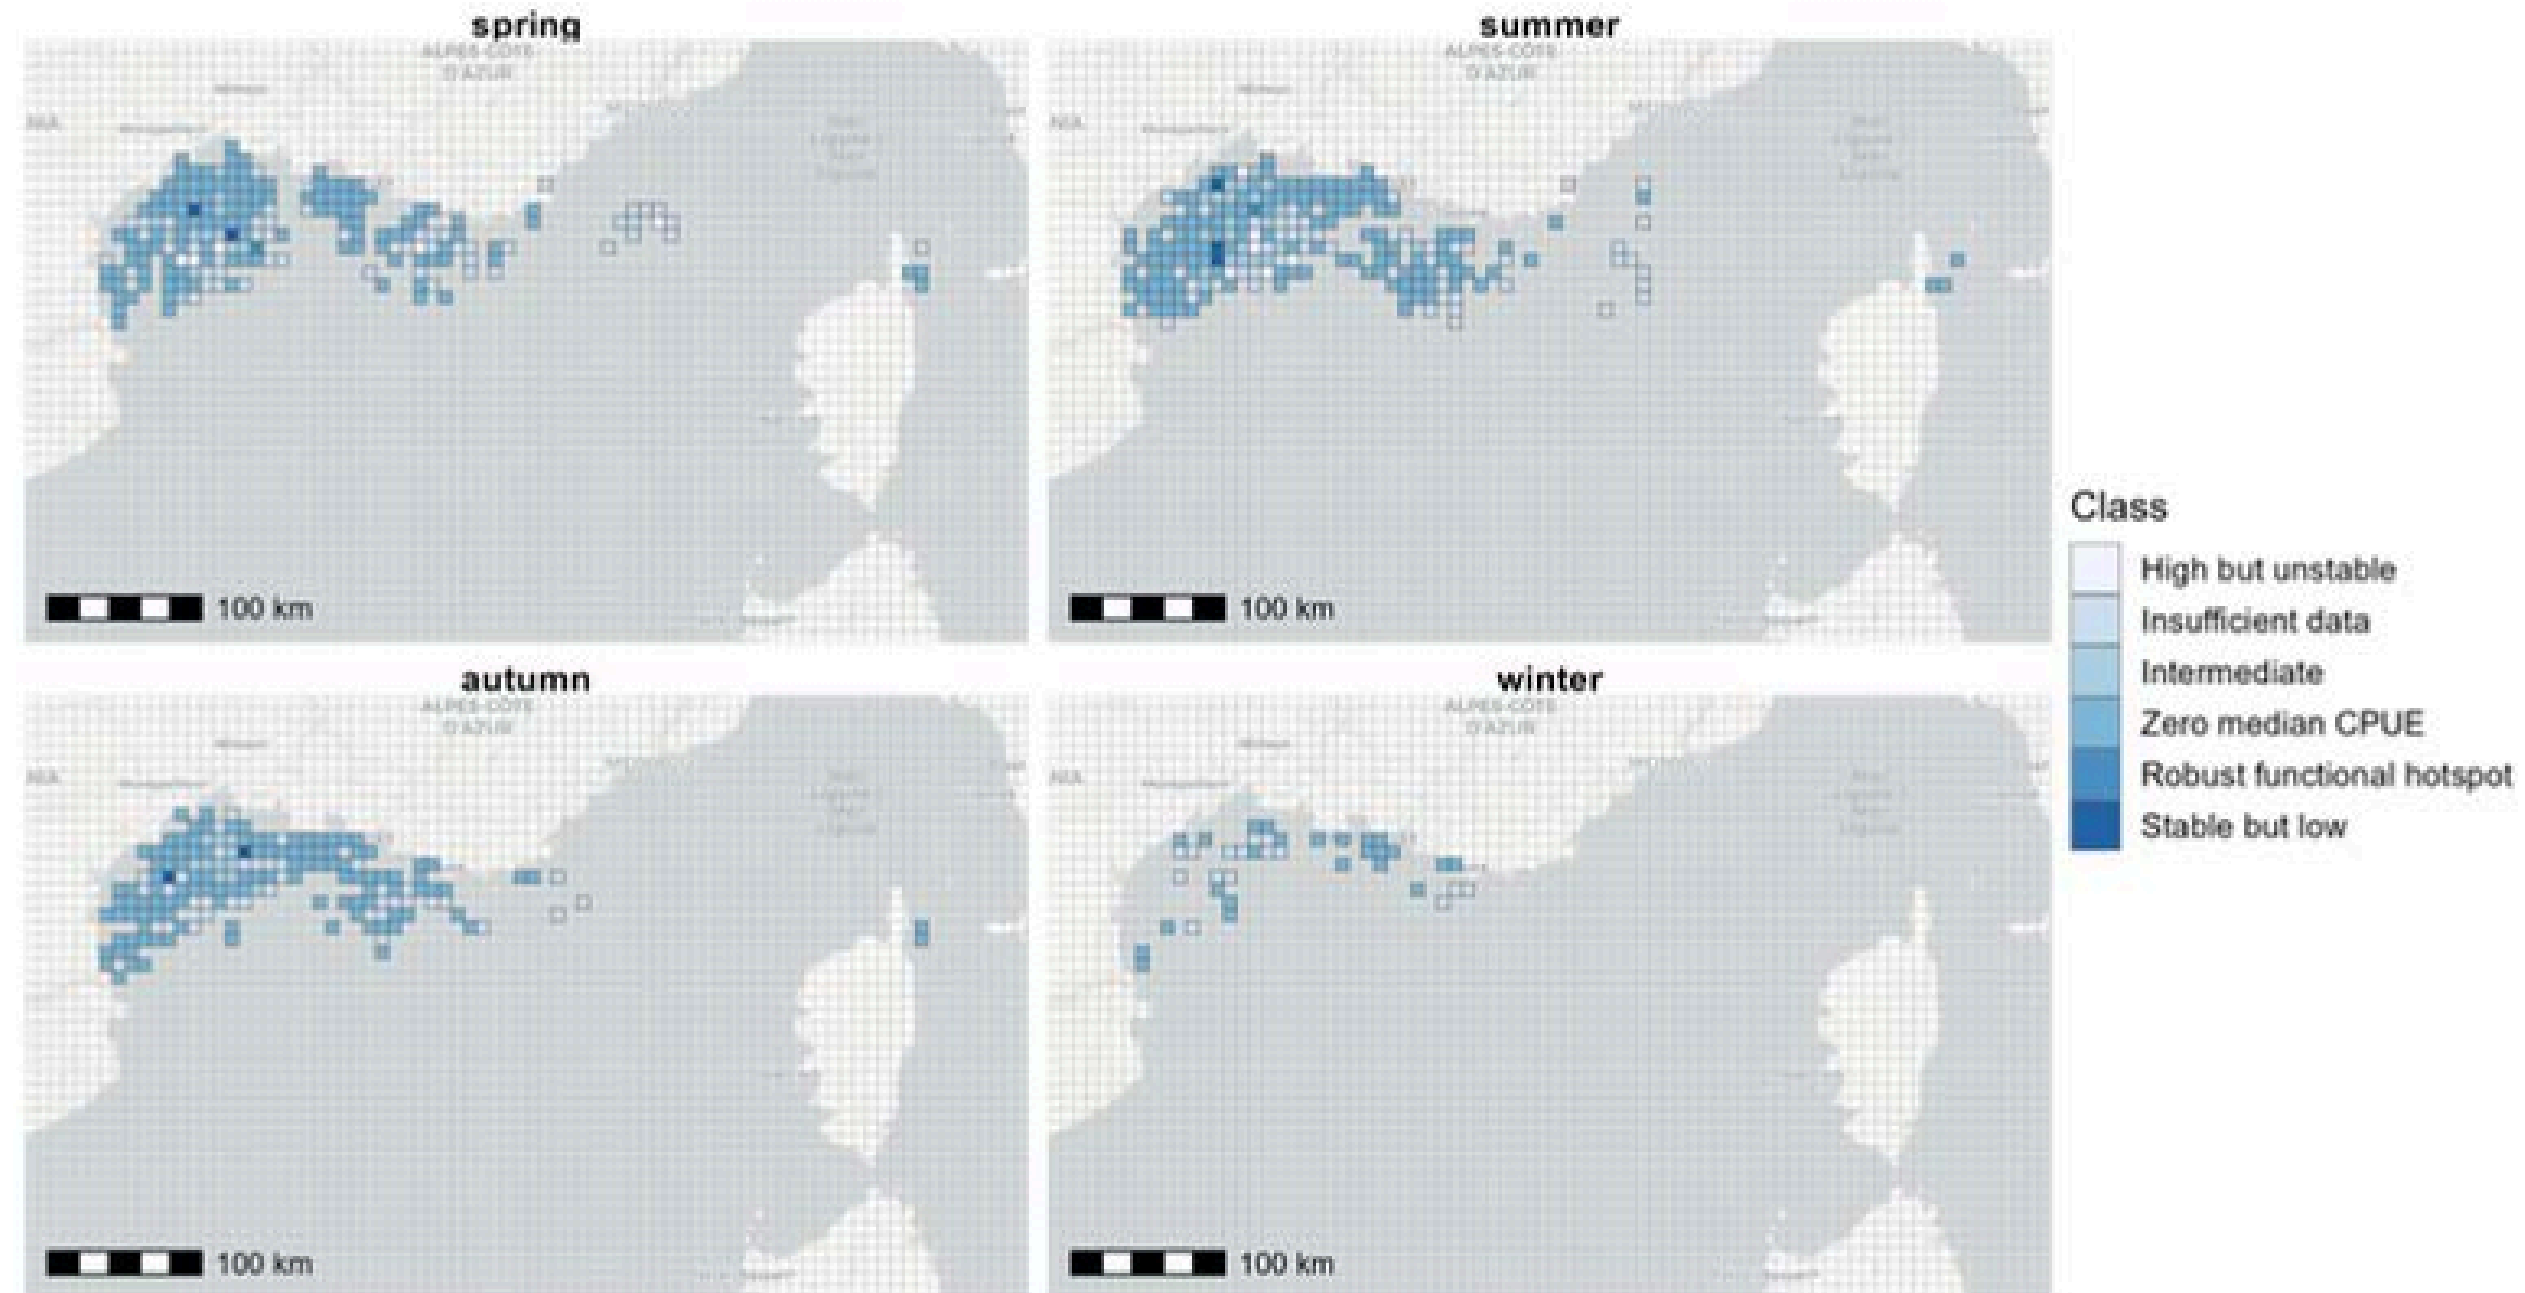 spring
summer
ALPES-CÔTE
D'AZUR
ALPES-CÔTE
D'AZUR
100 km
100 km
Class
High but unstable
Insufficient data
Intermediate
Zero median CPUE
Robust functional hotspot
Stable but low
autumn
winter
ALPES-CÔTE
D'AZUR
ALPES-CÔTE
D'AZUR
100 km
100 km